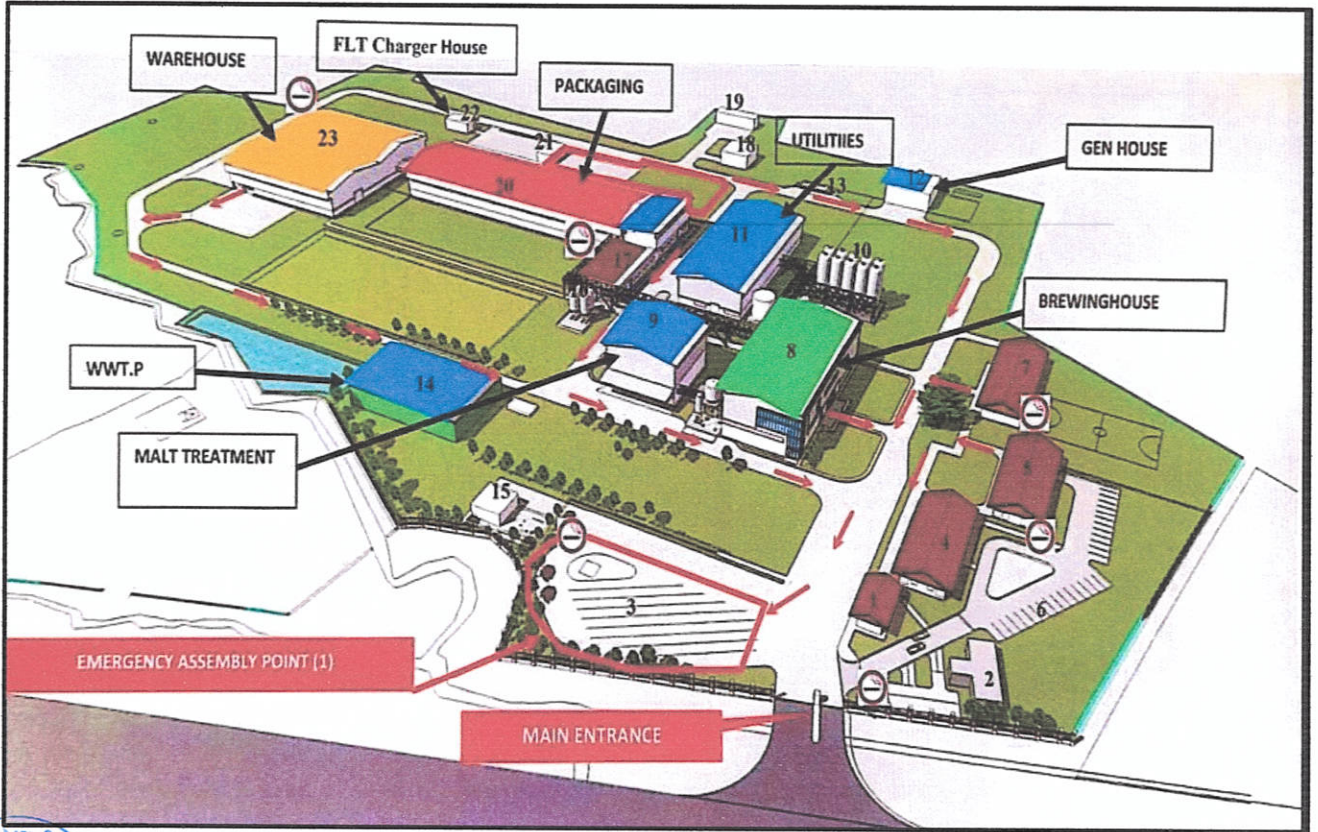 WAREHOUSE
FLT Charger House
PACKAGING
UTILITIIES
GEN HOUSE
BREWINGHOUSE
WWT.P
MALT TREATMENT
EMERGENCY ASSEMBLY POINT (1)
MAIN ENTRANCE
23
22
21
20
19
18
17
16
15
14
13
12
11
10
9
8
7
4
6
3
2